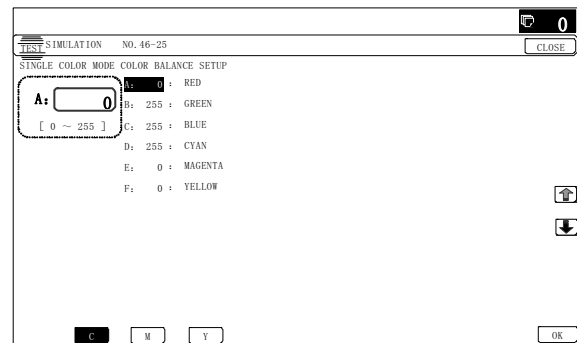 0
TEST SIMULATION NO.46-25
CLOSE
SINGLE COLOR MODE COLOR BALANCE SETUP
A: 0
[ 0 ～ 255 ]
A: 0 : RED
B: 255 : GREEN
C: 255 : BLUE
D: 255 : CYAN
E: 0 : MAGENTA
F: 0 : YELLOW
C M Y OK